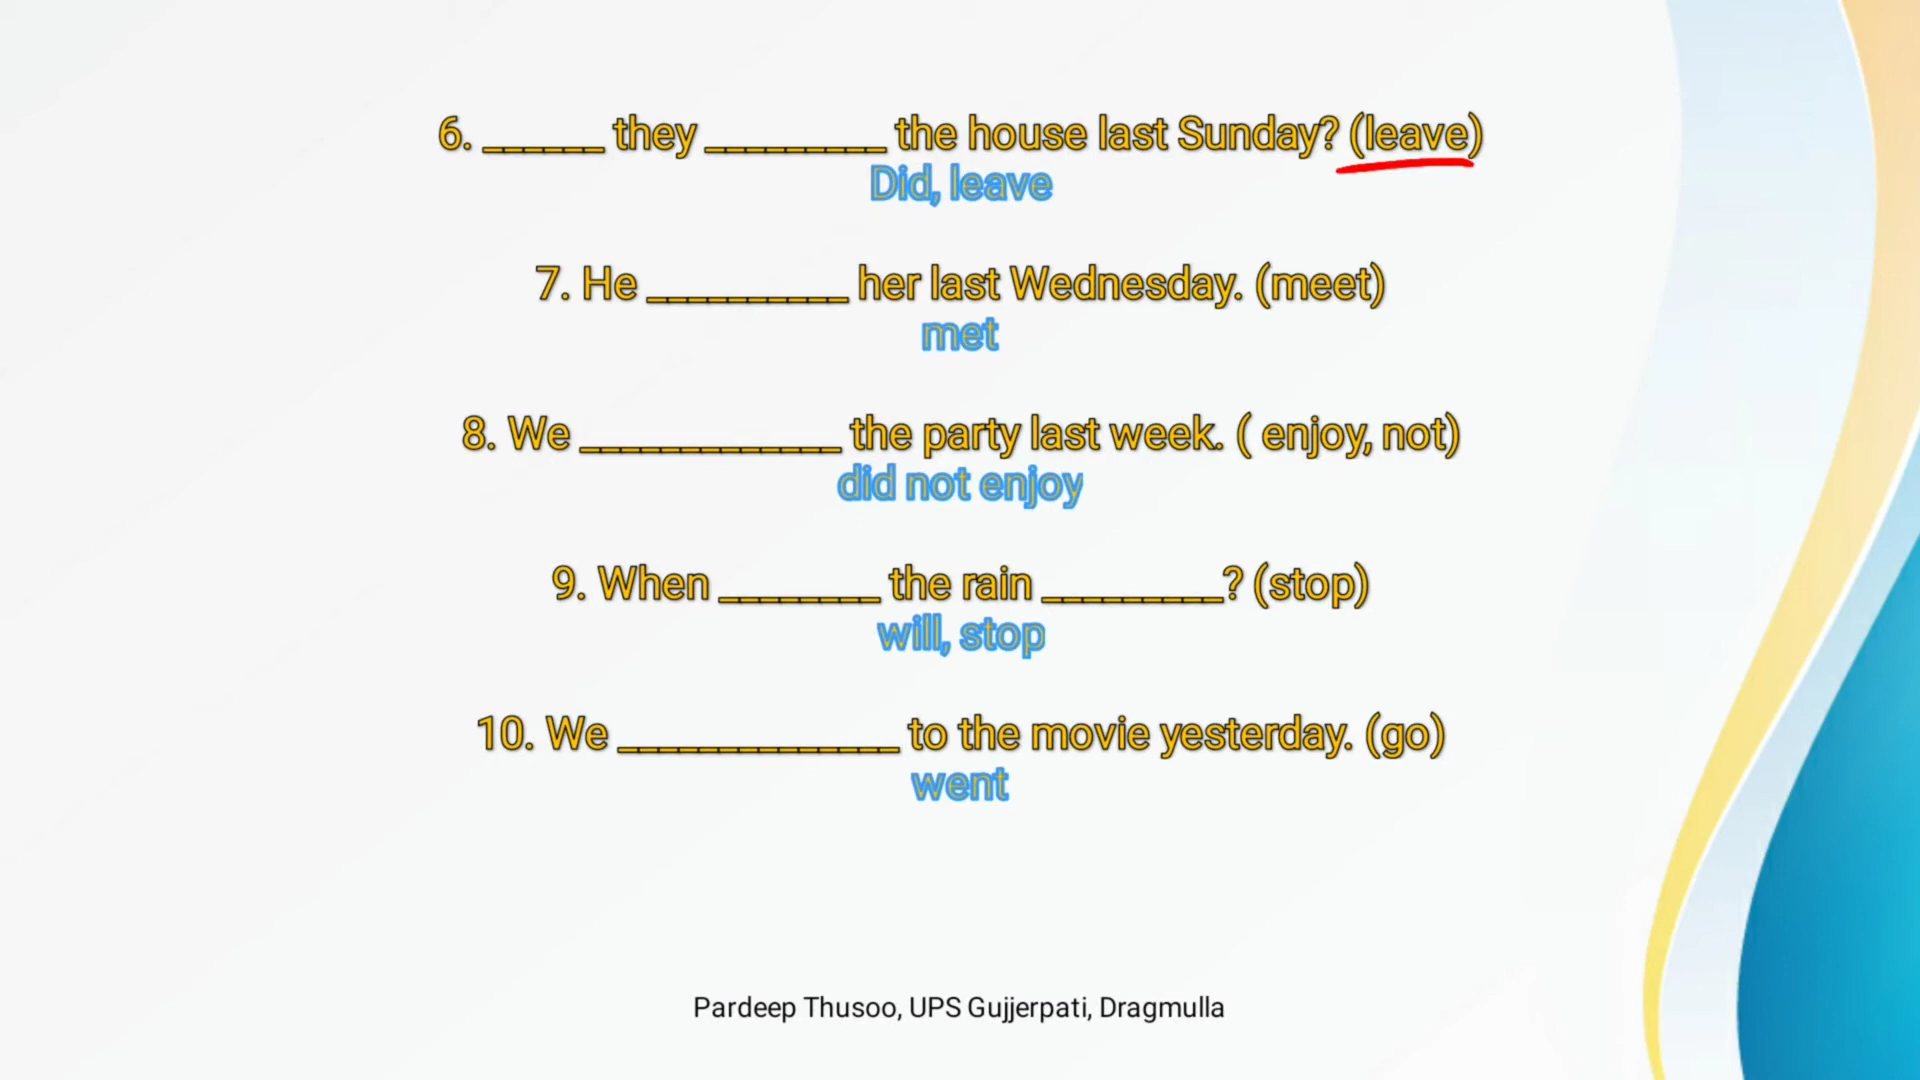 6. ______ they _________ the house last Sunday? (leave)
Did, leave
7. He __________ her last Wednesday. (meet)
met
8. We _____________ the party last week. ( enjoy, not)
did not enjoy
9. When ________ the rain _________? (stop)
will, stop
10. We ______________ to the movie yesterday. (go)
went
Pardeep Thusoo, UPS Gujjerpati, Dragmulla